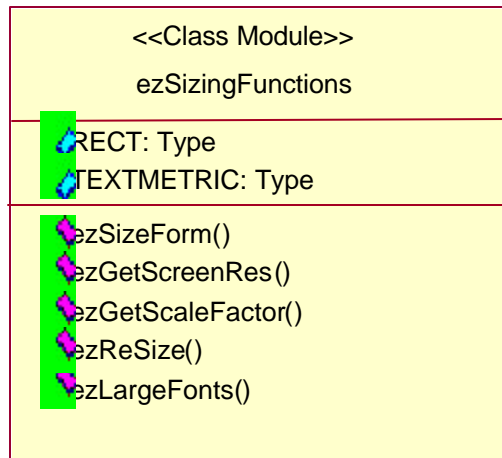 <<Class Module>>
ezSizingFunctions
RECT: Type
TEXTMETRIC: Type
ezSizeForm()
ezGetScreenRes()
ezGetScaleFactor()
ezReSize()
ezLargeFonts()